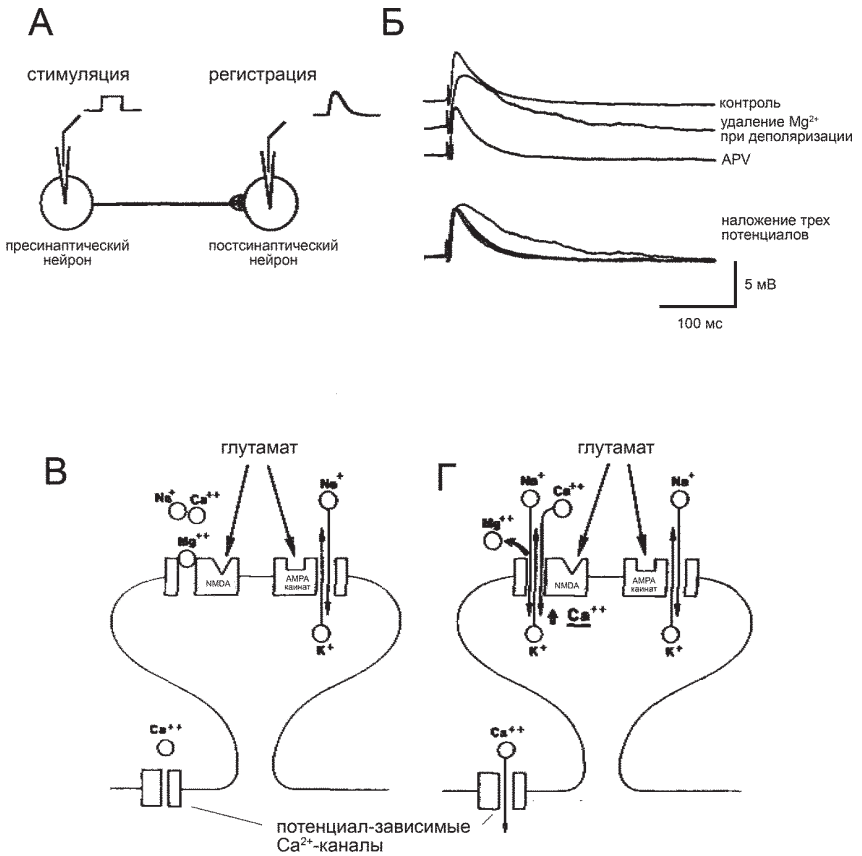 А
стимуляция
регистрация
пресинаптический
нейрон
постсинаптический
нейрон
Б
контроль
удаление Mg²⁺
при деполяризации
APV
наложение трех
потенциалов
5 мВ
100 мс
В
глутамат
Na⁺
Ca⁺⁺
Mg⁺⁺
NMDA
AMPA
каинат
Na⁺
K⁺
Ca⁺⁺
Г
глутамат
Na⁺
Ca⁺⁺
Mg⁺⁺
NMDA
AMPA
каинат
Na⁺
Ca⁺⁺
K⁺
K⁺
Ca⁺⁺
потенциал-зависимые
Ca²⁺-каналы